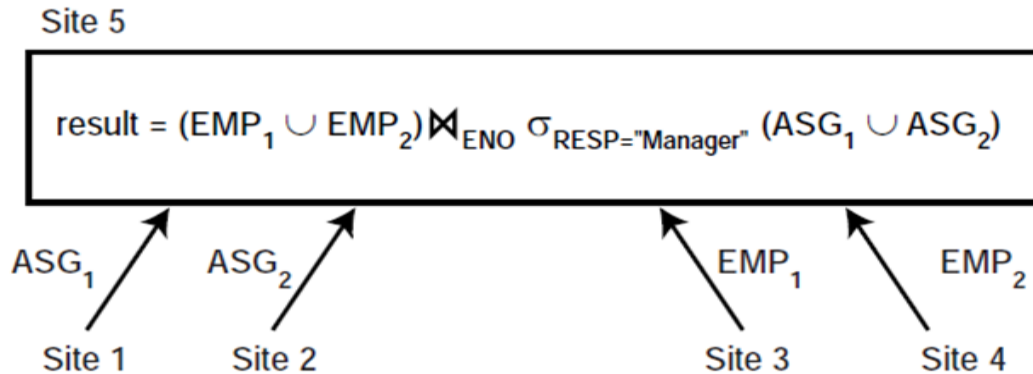 Site 5
result = (EMP₁ ∪ EMP₂) ⋈ENO σRESP="Manager" (ASG₁ ∪ ASG₂)
ASG₁ ASG₂ EMP₁ EMP₂
Site 1 Site 2 Site 3 Site 4